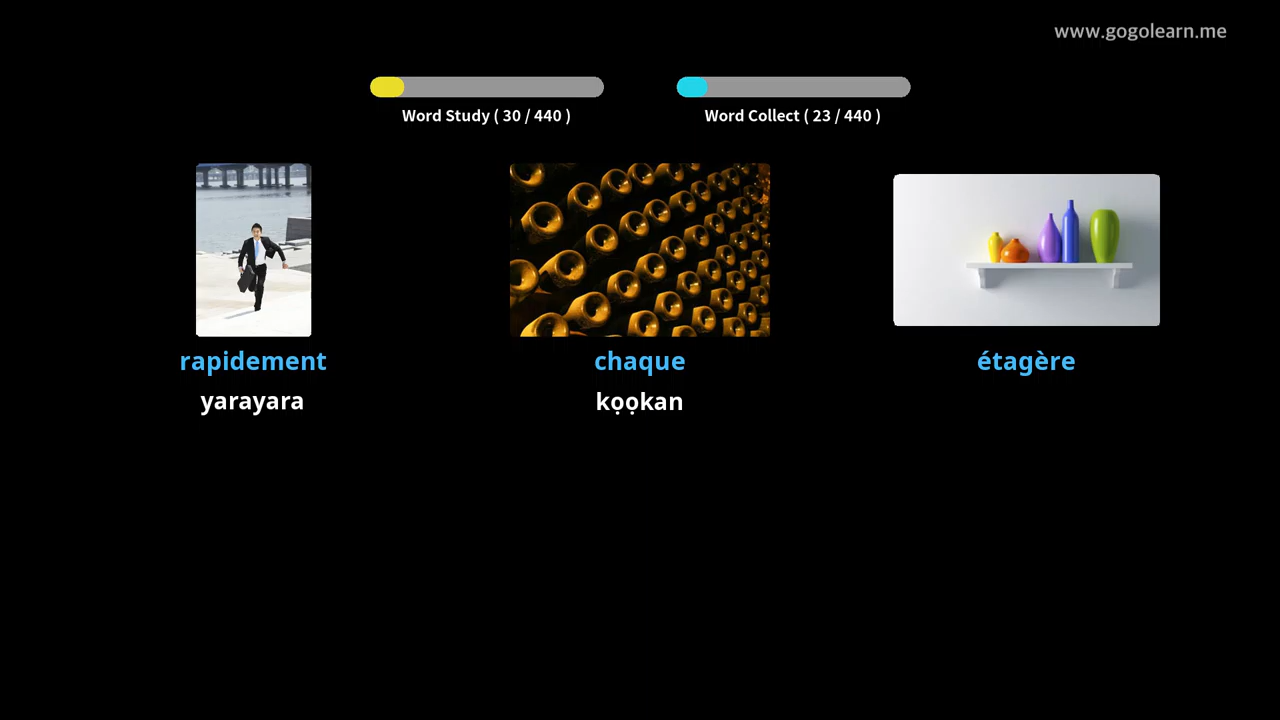 www.gogolearn.me
Word Study ( 30 / 440 )
Word Collect ( 23 / 440 )
rapidement
chaque
étagère
yarayara
kọọkan